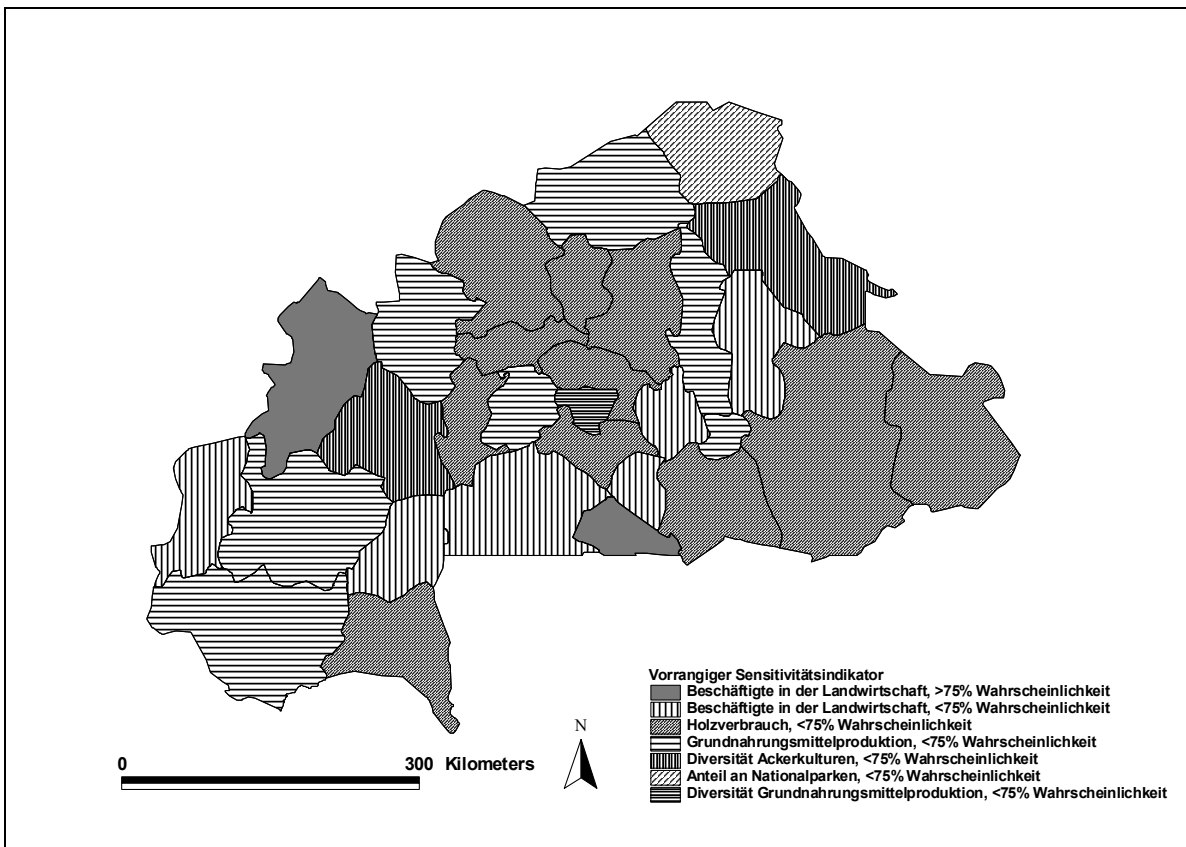 Vorrangiger Sensitivitätsindikator
Beschäftigte in der Landwirtschaft, >75% Wahrscheinlichkeit
Beschäftigte in der Landwirtschaft, <75% Wahrscheinlichkeit
Holzverbrauch, <75% Wahrscheinlichkeit
Grundnahrungsmittelproduktion, <75% Wahrscheinlichkeit
Diversität Ackerkulturen, <75% Wahrscheinlichkeit
Anteil an Nationalparken, <75% Wahrscheinlichkeit
Diversität Grundnahrungsmittelproduktion, <75% Wahrscheinlichkeit
N
0 300 Kilometers